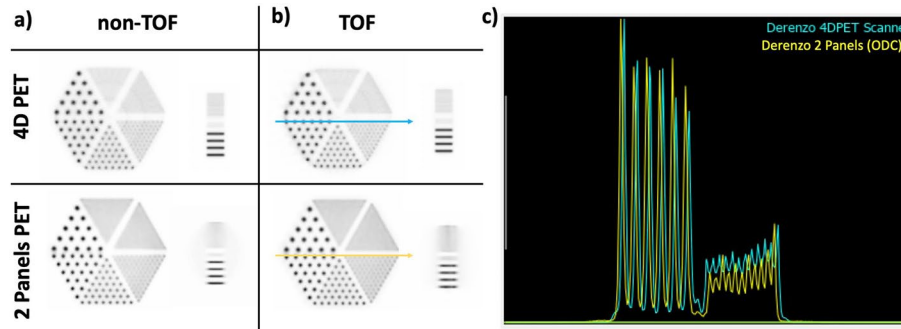 a)
non-TOF
b)
TOF
c)
4D PET
2 Panels PET
Derenzo 4DPET Scanne
Derenzo 2 Panels (ODC)